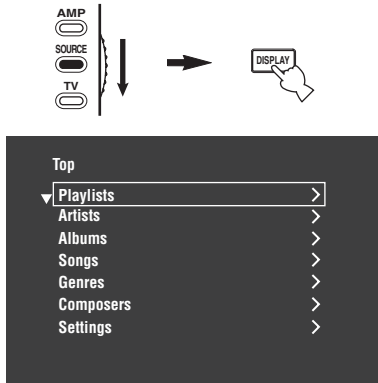 AMP
SOURCE
TV
DISPLAY
Top
Playlists
Artists
Albums
Songs
Genres
Composers
Settings